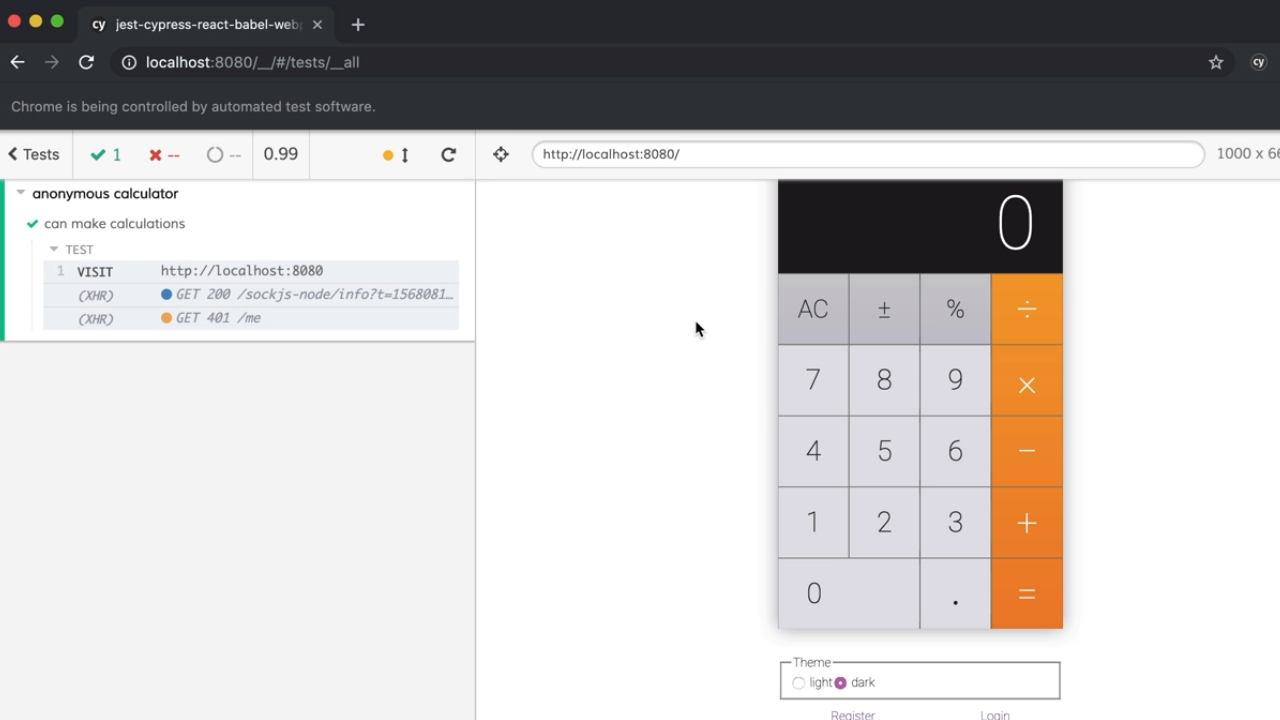 cy jest-cypress-react-babel-web
localhost:8080/__/#/tests/__all
cy
Chrome is being controlled by automated test software.
Tests 1 -- -- 0.99
http://localhost:8080/
1000 x 66
anonymous calculator
can make calculations
TEST
1 VISIT http://localhost:8080
(XHR) GET 200 /sockjs-node/info?t=1568081…
(XHR) GET 401 /me
0
AC ± % ÷
7 8 9 ×
4 5 6 −
1 2 3 +
0 . =
Theme
light dark
Register Login